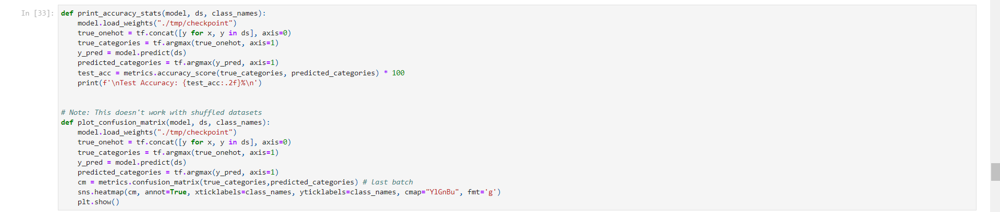 In [33]: def print_accuracy_stats(model, ds, class_names):
    model.load_weights("./tmp/checkpoint")
    true_onehot = tf.concat([y for x, y in ds], axis=0)
    true_categories = tf.argmax(true_onehot, axis=1)
    y_pred = model.predict(ds)
    predicted_categories = tf.argmax(y_pred, axis=1)
    test_acc = metrics.accuracy_score(true_categories, predicted_categories) * 100
    print(f'\nTest Accuracy: {test_acc:.2f}%\n')
# Note: This doesn't work with shuffled datasets
def plot_confusion_matrix(model, ds, class_names):
    model.load_weights("./tmp/checkpoint")
    true_onehot = tf.concat([y for x, y in ds], axis=0)
    true_categories = tf.argmax(true_onehot, axis=1)
    y_pred = model.predict(ds)
    predicted_categories = tf.argmax(y_pred, axis=1)
    cm = metrics.confusion_matrix(true_categories,predicted_categories) # last batch
    sns.heatmap(cm, annot=True, xticklabels=class_names, yticklabels=class_names, cmap="YlGnBu", fmt='g')
    plt.show()